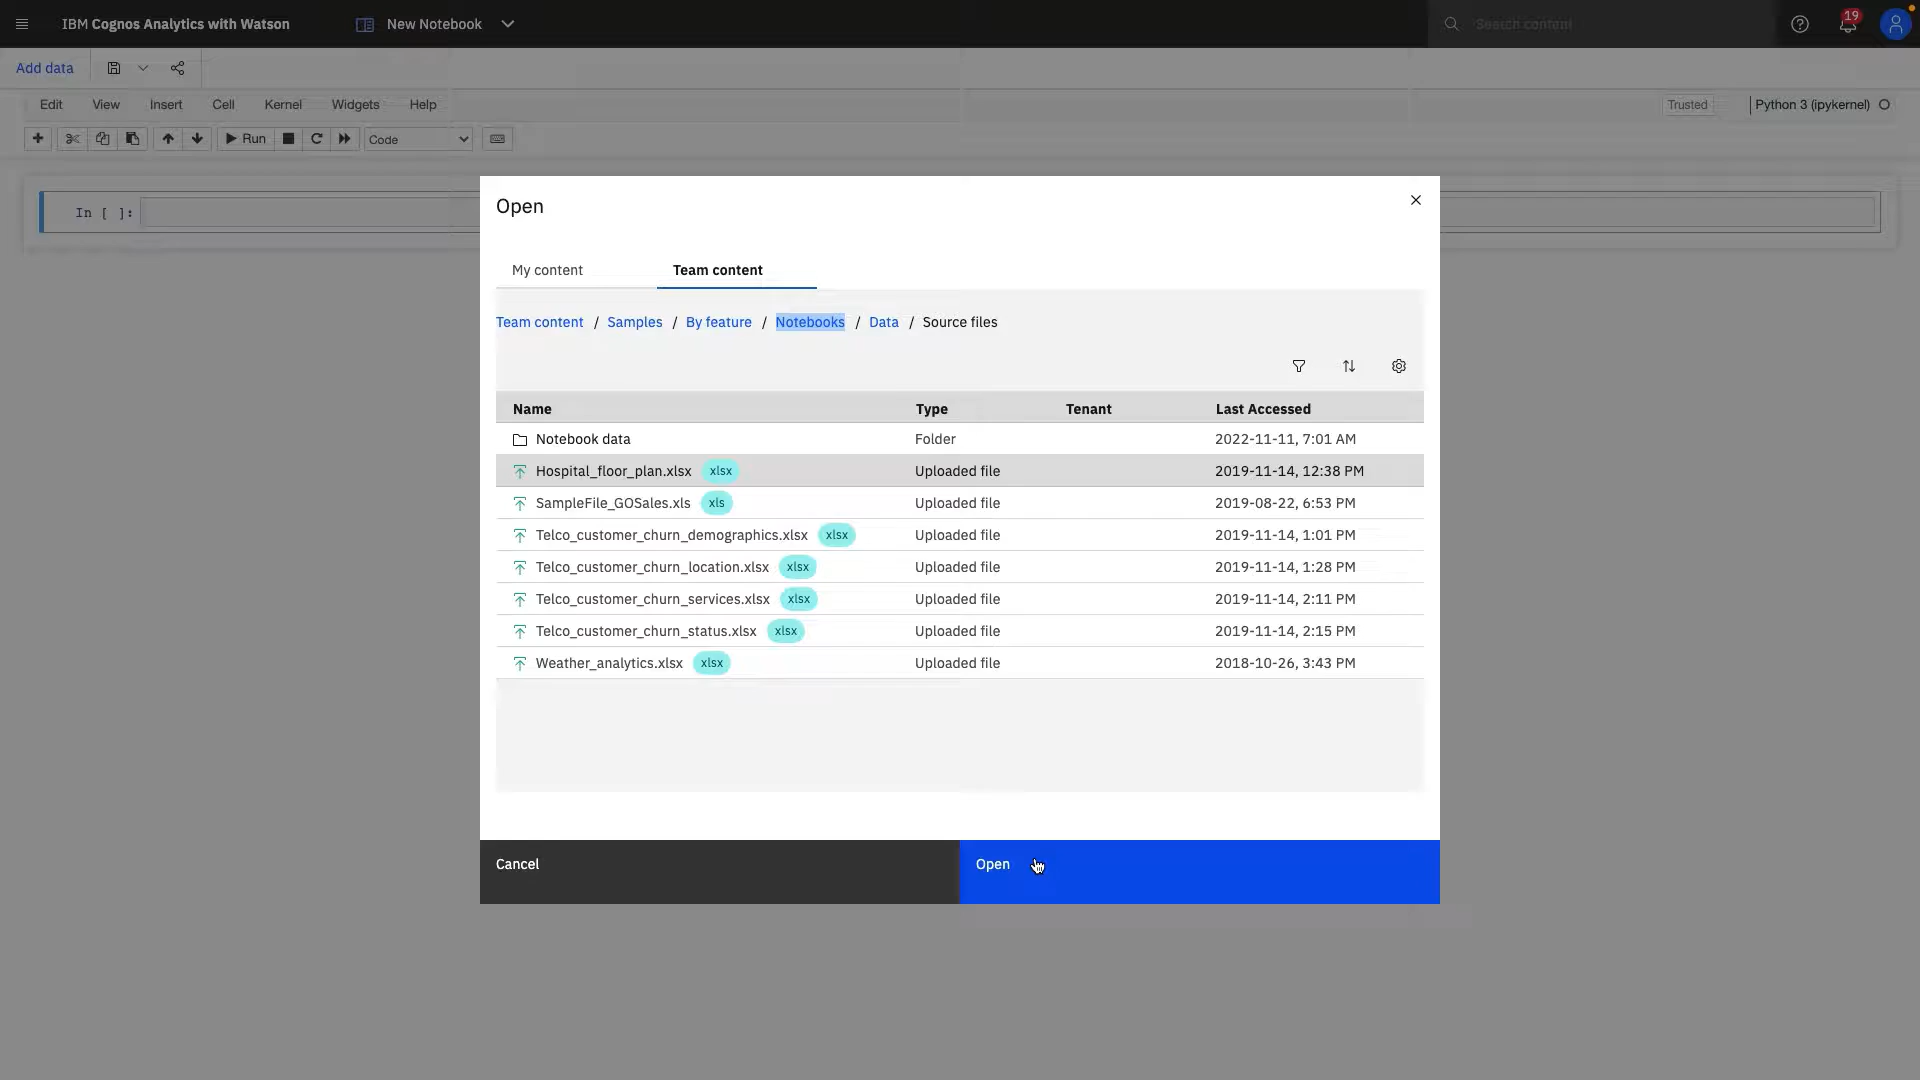 IBM Cognos Analytics with Watson
New Notebook
Search content
19
Add data
Edit View Insert Cell Kernel Widgets Help
Trusted
Python 3 (ipykernel)
Run
Code
In [ ]:
Open
My content
Team content
Team content / Samples / By feature / Notebooks / Data / Source files
Name Type Tenant Last Accessed
Notebook data Folder 2022-11-11, 7:01 AM
Hospital_floor_plan.xlsx xlsx Uploaded file 2019-11-14, 12:38 PM
SampleFile_GOSales.xls xls Uploaded file 2019-08-22, 6:53 PM
Telco_customer_churn_demographics.xlsx xlsx Uploaded file 2019-11-14, 1:01 PM
Telco_customer_churn_location.xlsx xlsx Uploaded file 2019-11-14, 1:28 PM
Telco_customer_churn_services.xlsx xlsx Uploaded file 2019-11-14, 2:11 PM
Telco_customer_churn_status.xlsx xlsx Uploaded file 2019-11-14, 2:15 PM
Weather_analytics.xlsx xlsx Uploaded file 2018-10-26, 3:43 PM
Cancel
Open